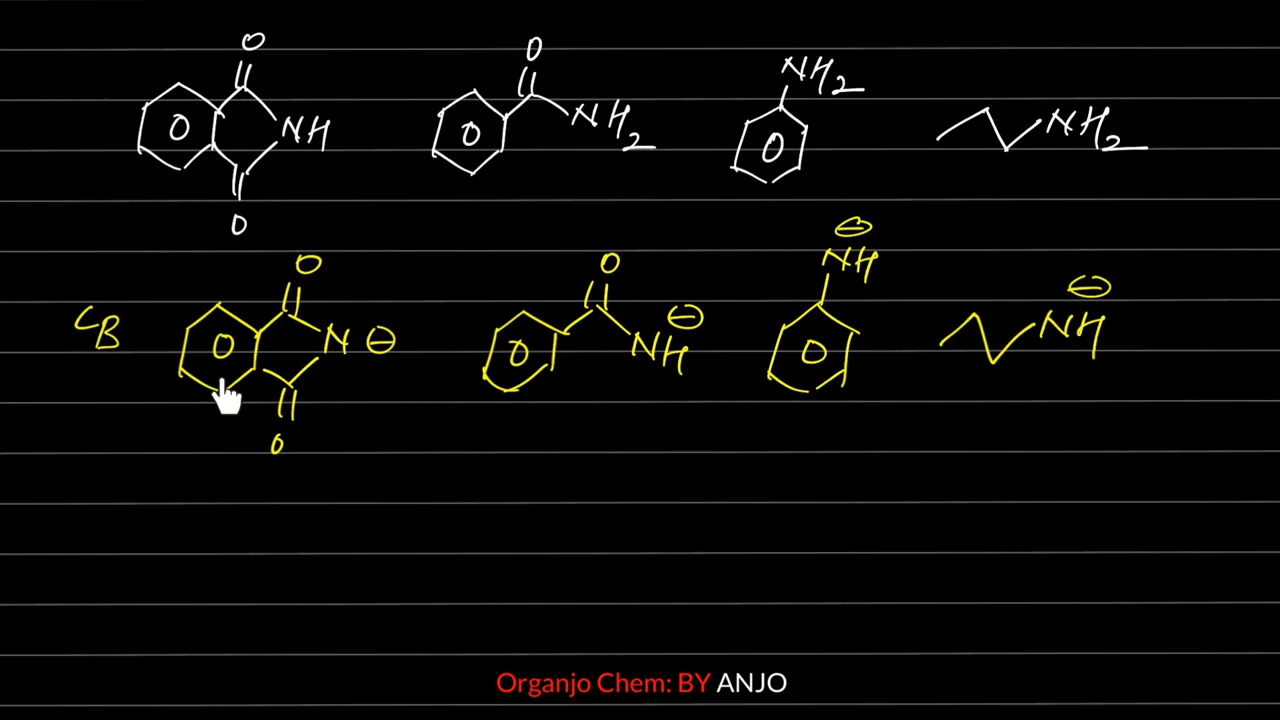 O O
NH NH₂ NH₂ NH₂
O
O O ⊖ NH ⊖
CB N ⊖ ⊖ NH NH
O
Organjo Chem: BY ANJO